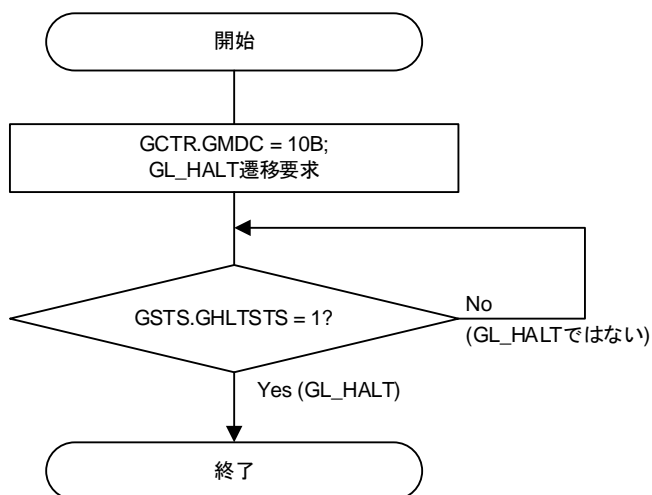 開始
GCTR.GMDC = 10B;
GL_HALT遷移要求
GSTS.GHLTSTS = 1?
No
(GL_HALTではない)
Yes (GL_HALT)
終了